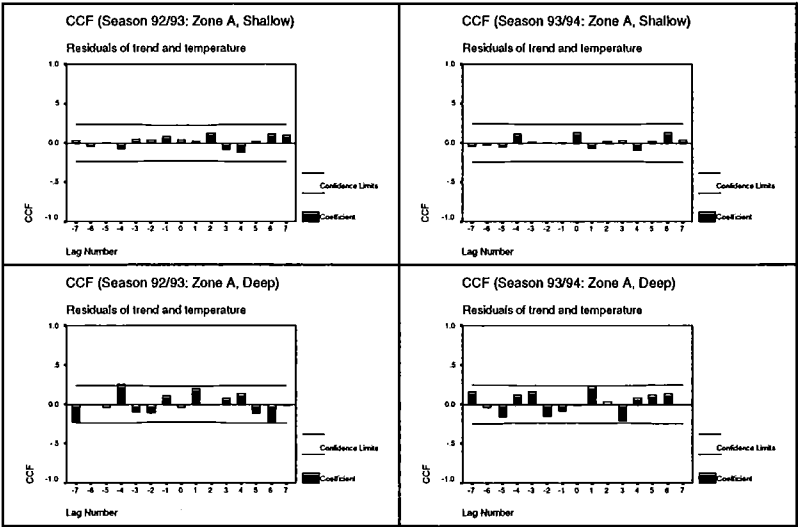 CCF (Season 92/93: Zone A, Shallow)
Residuals of trend and temperature
1.0
.5
0.0
-.5
-1.0
CCF
-7 -6 -5 -4 -3 -2 -1 0 1 2 3 4 5 6 7
Lag Number
Confidence Limits
Coefficient
CCF (Season 93/94: Zone A, Shallow)
Residuals of trend and temperature
1.0
.5
0.0
-.5
-1.0
CCF
-7 -6 -5 -4 -3 -2 -1 0 1 2 3 4 5 6 7
Lag Number
Confidence Limits
Coefficient
CCF (Season 92/93: Zone A, Deep)
Residuals of trend and temperature
1.0
.5
0.0
-.5
-1.0
CCF
-7 -6 -5 -4 -3 -2 -1 0 1 2 3 4 5 6 7
Lag Number
Confidence Limits
Coefficient
CCF (Season 93/94: Zone A, Deep)
Residuals of trend and temperature
1.0
.5
0.0
-.5
-1.0
CCF
-7 -6 -5 -4 -3 -2 -1 0 1 2 3 4 5 6 7
Lag Number
Confidence Limits
Coefficient